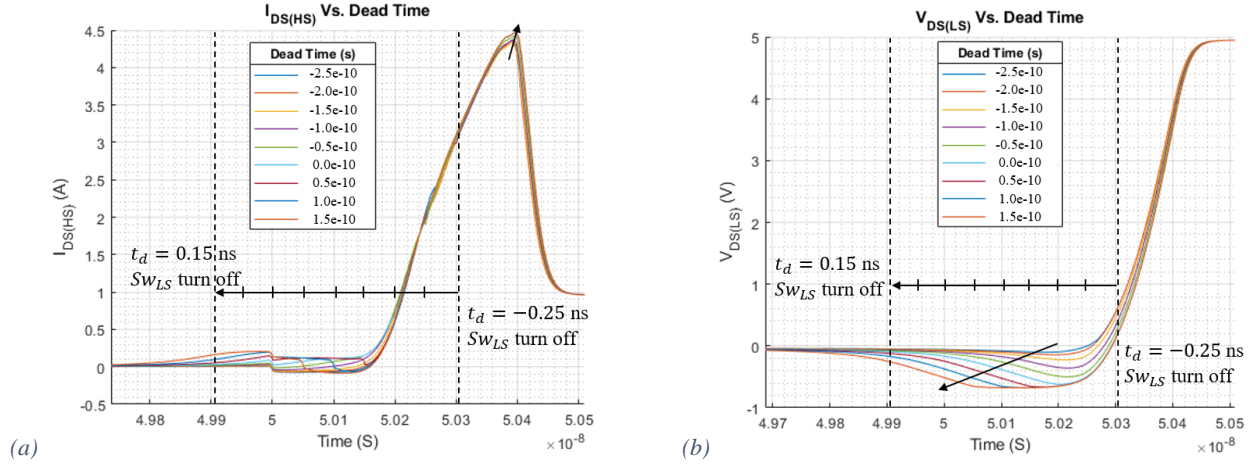 I_DS(HS) Vs. Dead Time
4.5
4
3.5
3
2.5
2
1.5
1
0.5
0
-0.5
I_DS(HS) (A)
Dead Time (s)
-2.5e-10
-2.0e-10
-1.5e-10
-1.0e-10
-0.5e-10
0.0e-10
0.5e-10
1.0e-10
1.5e-10
t_d = 0.15 ns
Sw_LS turn off
t_d = −0.25 ns
Sw_LS turn off
4.98 4.99 5 5.01 5.02 5.03 5.04 5.05
Time (S)
×10^-8
(a)
V_DS(LS) Vs. Dead Time
5
4
3
2
1
0
-1
V_DS(LS) (V)
Dead Time (s)
-2.5e-10
-2.0e-10
-1.5e-10
-1.0e-10
-0.5e-10
0.0e-10
0.5e-10
1.0e-10
1.5e-10
t_d = 0.15 ns
Sw_LS turn off
t_d = −0.25 ns
Sw_LS turn off
4.97 4.98 4.99 5 5.01 5.02 5.03 5.04 5.05
Time (S)
×10^-8
(b)